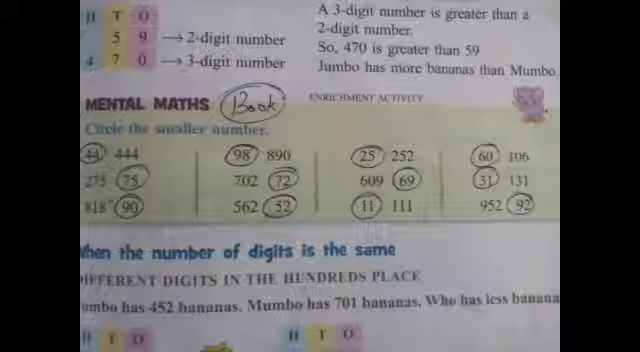 H T O
5 9 → 2-digit number
4 7 0 → 3-digit number
A 3-digit number is greater than a
2-digit number.
So, 470 is greater than 59
Jumbo has more bananas than Mumbo.
MENTAL MATHS Book ENRICHMENT ACTIVITY
Circle the smaller number.
44 444 98 890 25 252 60 106
275 75 702 72 609 69 31 131
818 90 562 52 11 111 952 92
When the number of digits is the same
DIFFERENT DIGITS IN THE HUNDREDS PLACE
Jumbo has 452 bananas. Mumbo has 701 bananas. Who has less banana
H T O H T O